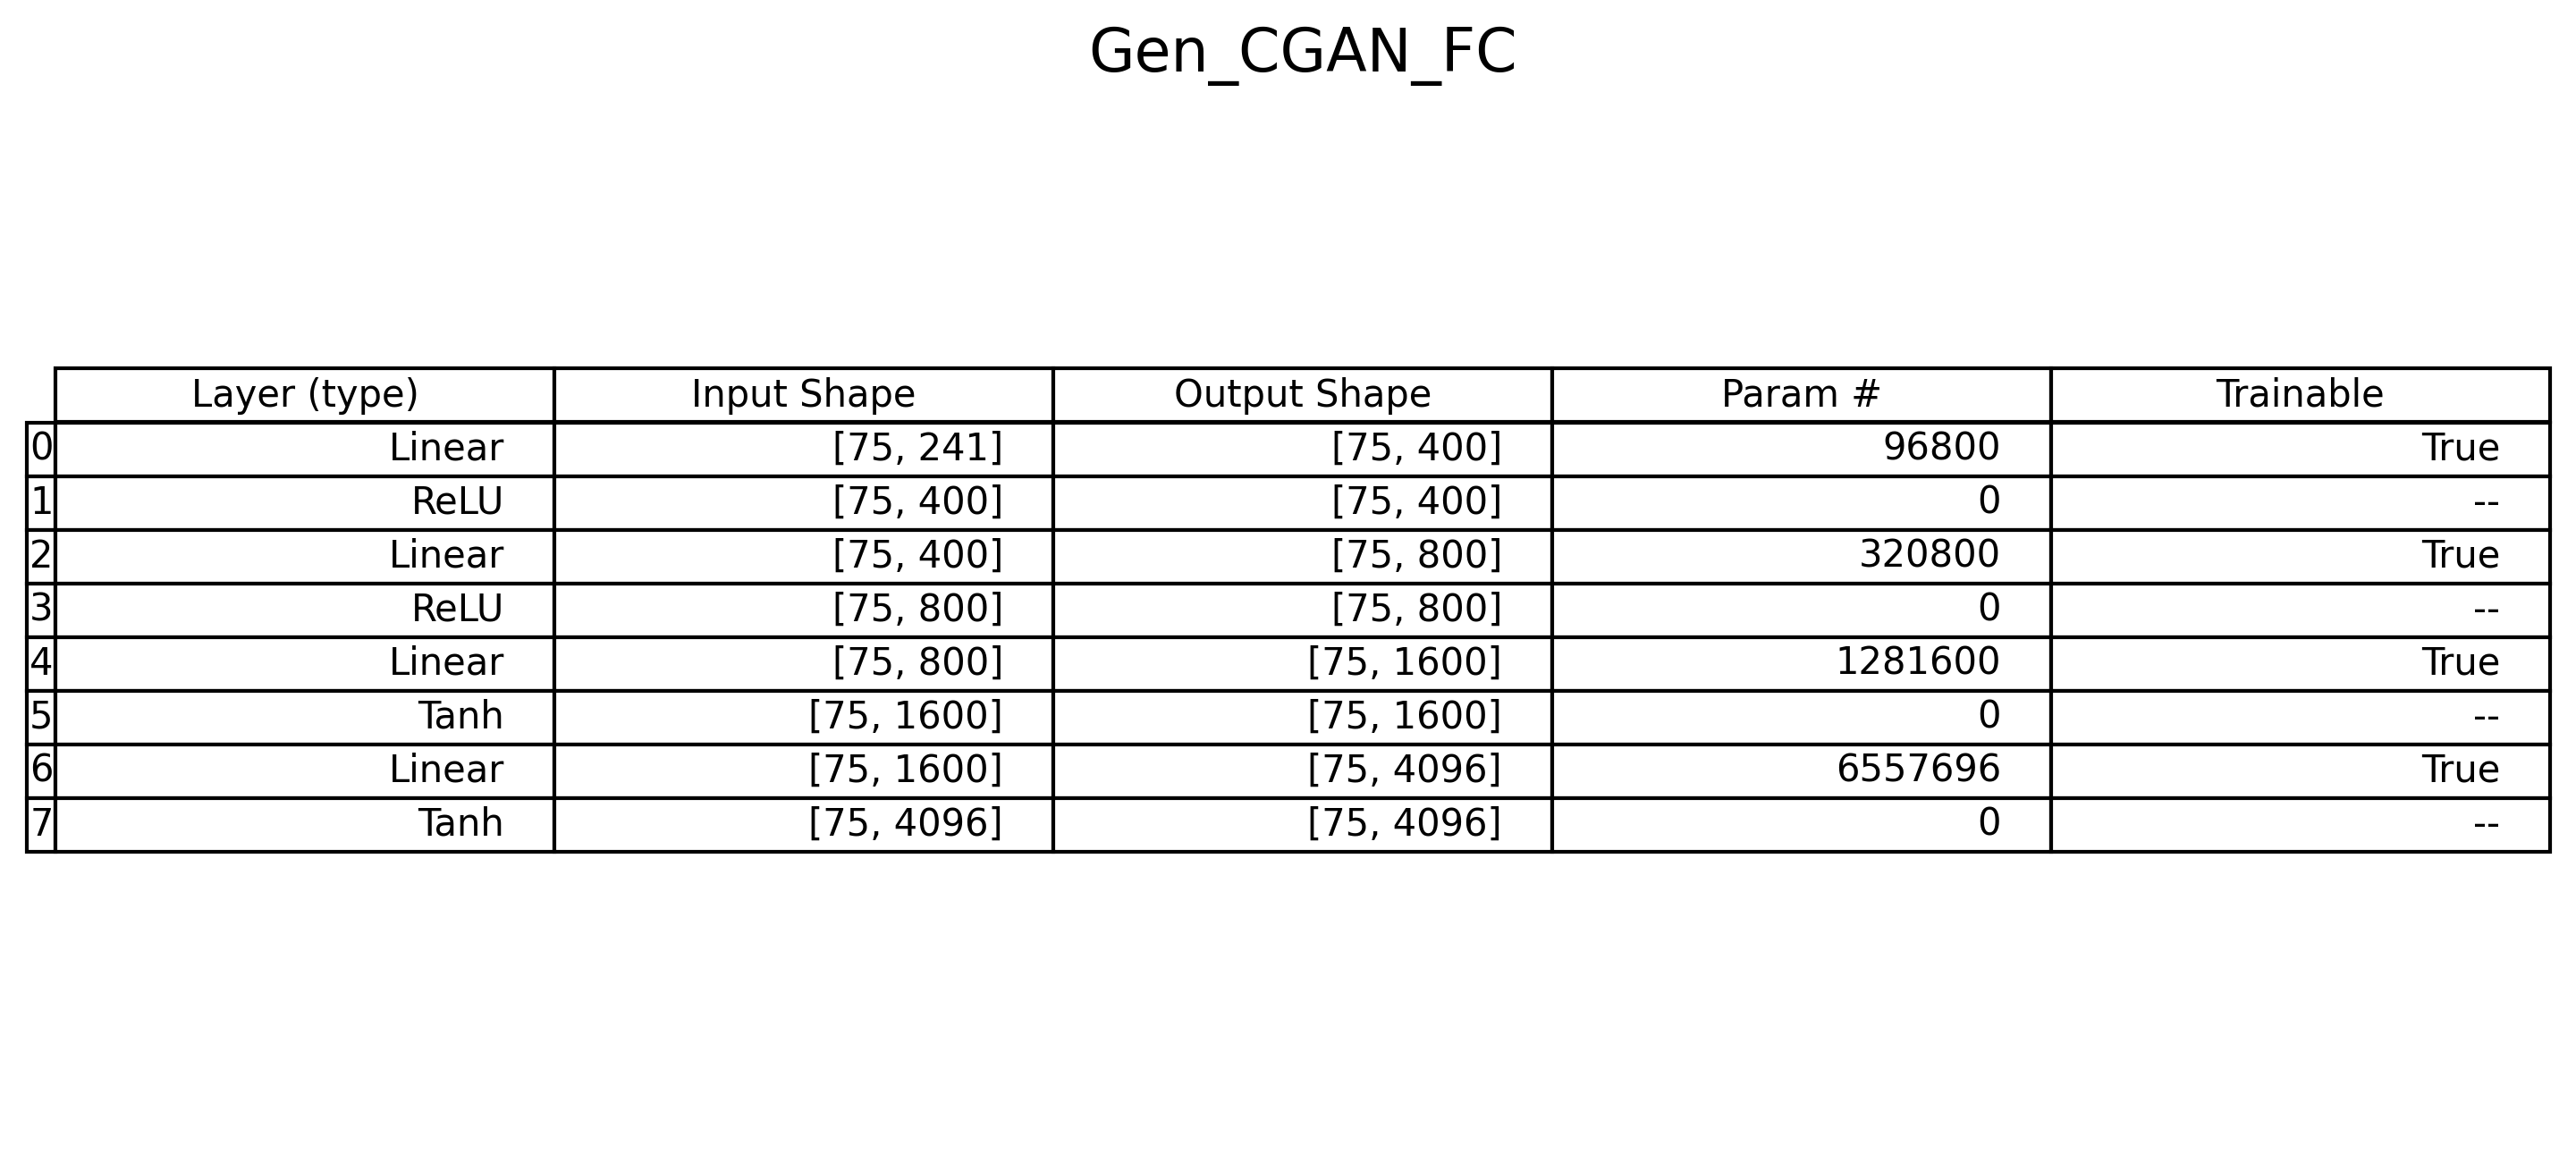 Gen_CGAN_FC
Layer (type) Input Shape Output Shape Param # Trainable
0 Linear [75, 241] [75, 400] 96800 True
1 ReLU [75, 400] [75, 400] 0 --
2 Linear [75, 400] [75, 800] 320800 True
3 ReLU [75, 800] [75, 800] 0 --
4 Linear [75, 800] [75, 1600] 1281600 True
5 Tanh [75, 1600] [75, 1600] 0 --
6 Linear [75, 1600] [75, 4096] 6557696 True
7 Tanh [75, 4096] [75, 4096] 0 --